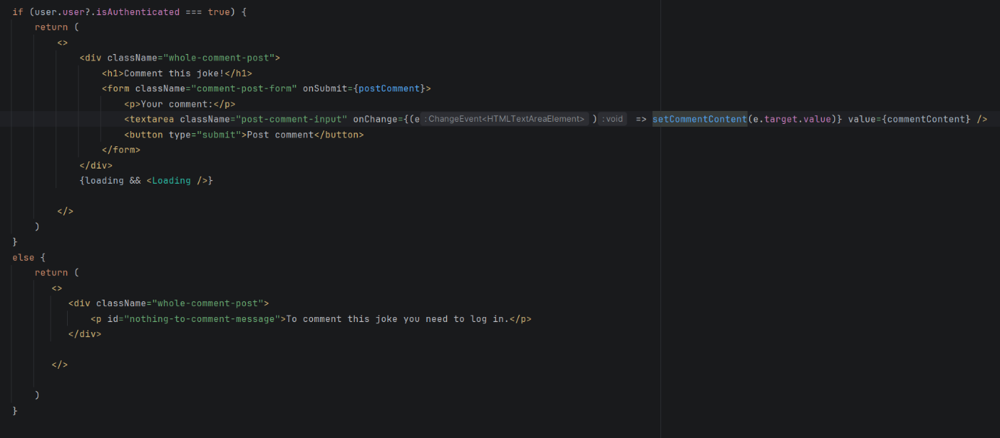 if (user.user?.isAuthenticated === true) {
    return (
        <>
            <div className="whole-comment-post">
                <h1>Comment this joke!</h1>
                <form className="comment-post-form" onSubmit={postComment}>
                    <p>Your comment:</p>
                    <textarea className="post-comment-input" onChange={(e : ChangeEvent<HTMLTextAreaElement> ) : void => setCommentContent(e.target.value)} value={commentContent} />
                    <button type="submit">Post comment</button>
                </form>
            </div>
            {loading && <Loading />}
        </>
    )
}
else {
    return (
        <>
          <div className="whole-comment-post">
              <p id="nothing-to-comment-message">To comment this joke you need to log in.</p>
          </div>
        </>
    )
}